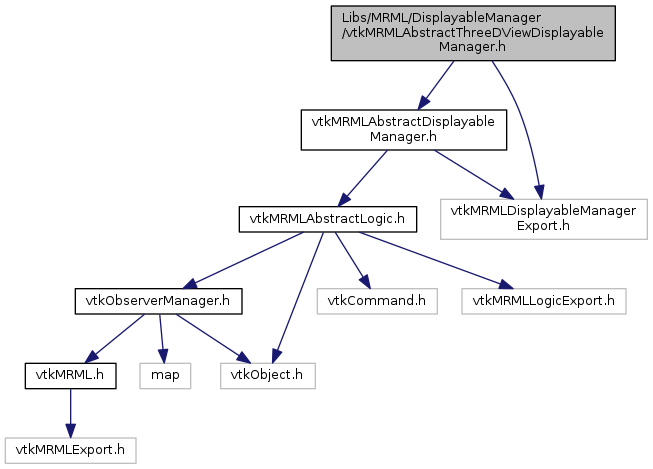 Libs/MRML/DisplayableManager
/vtkMRMLAbstractThreeDViewDisplayable
Manager.h
vtkMRMLAbstractDisplayable
Manager.h
vtkMRMLDisplayableManager
Export.h
vtkMRMLAbstractLogic.h
vtkObserverManager.h
vtkCommand.h
vtkMRMLLogicExport.h
vtkMRML.h
map
vtkObject.h
vtkMRMLExport.h